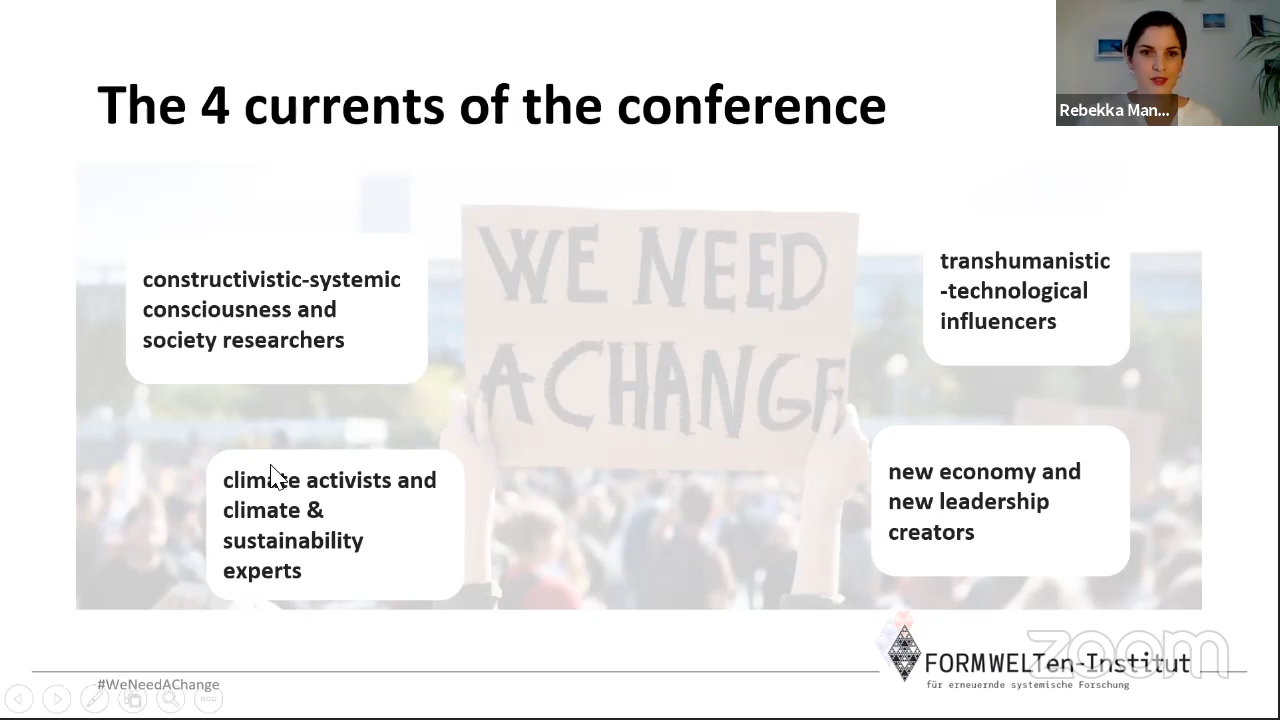 The 4 currents of the conference
Rebekka Man...
WE NEED
A CHANGE
constructivistic-systemic
consciousness and
society researchers
transhumanistic
-technological
influencers
climate activists and
climate &
sustainability
experts
new economy and
new leadership
creators
FORMWELTen-Institut
für erneuernde systemische Forschung
zoom
#WeNeedAChange